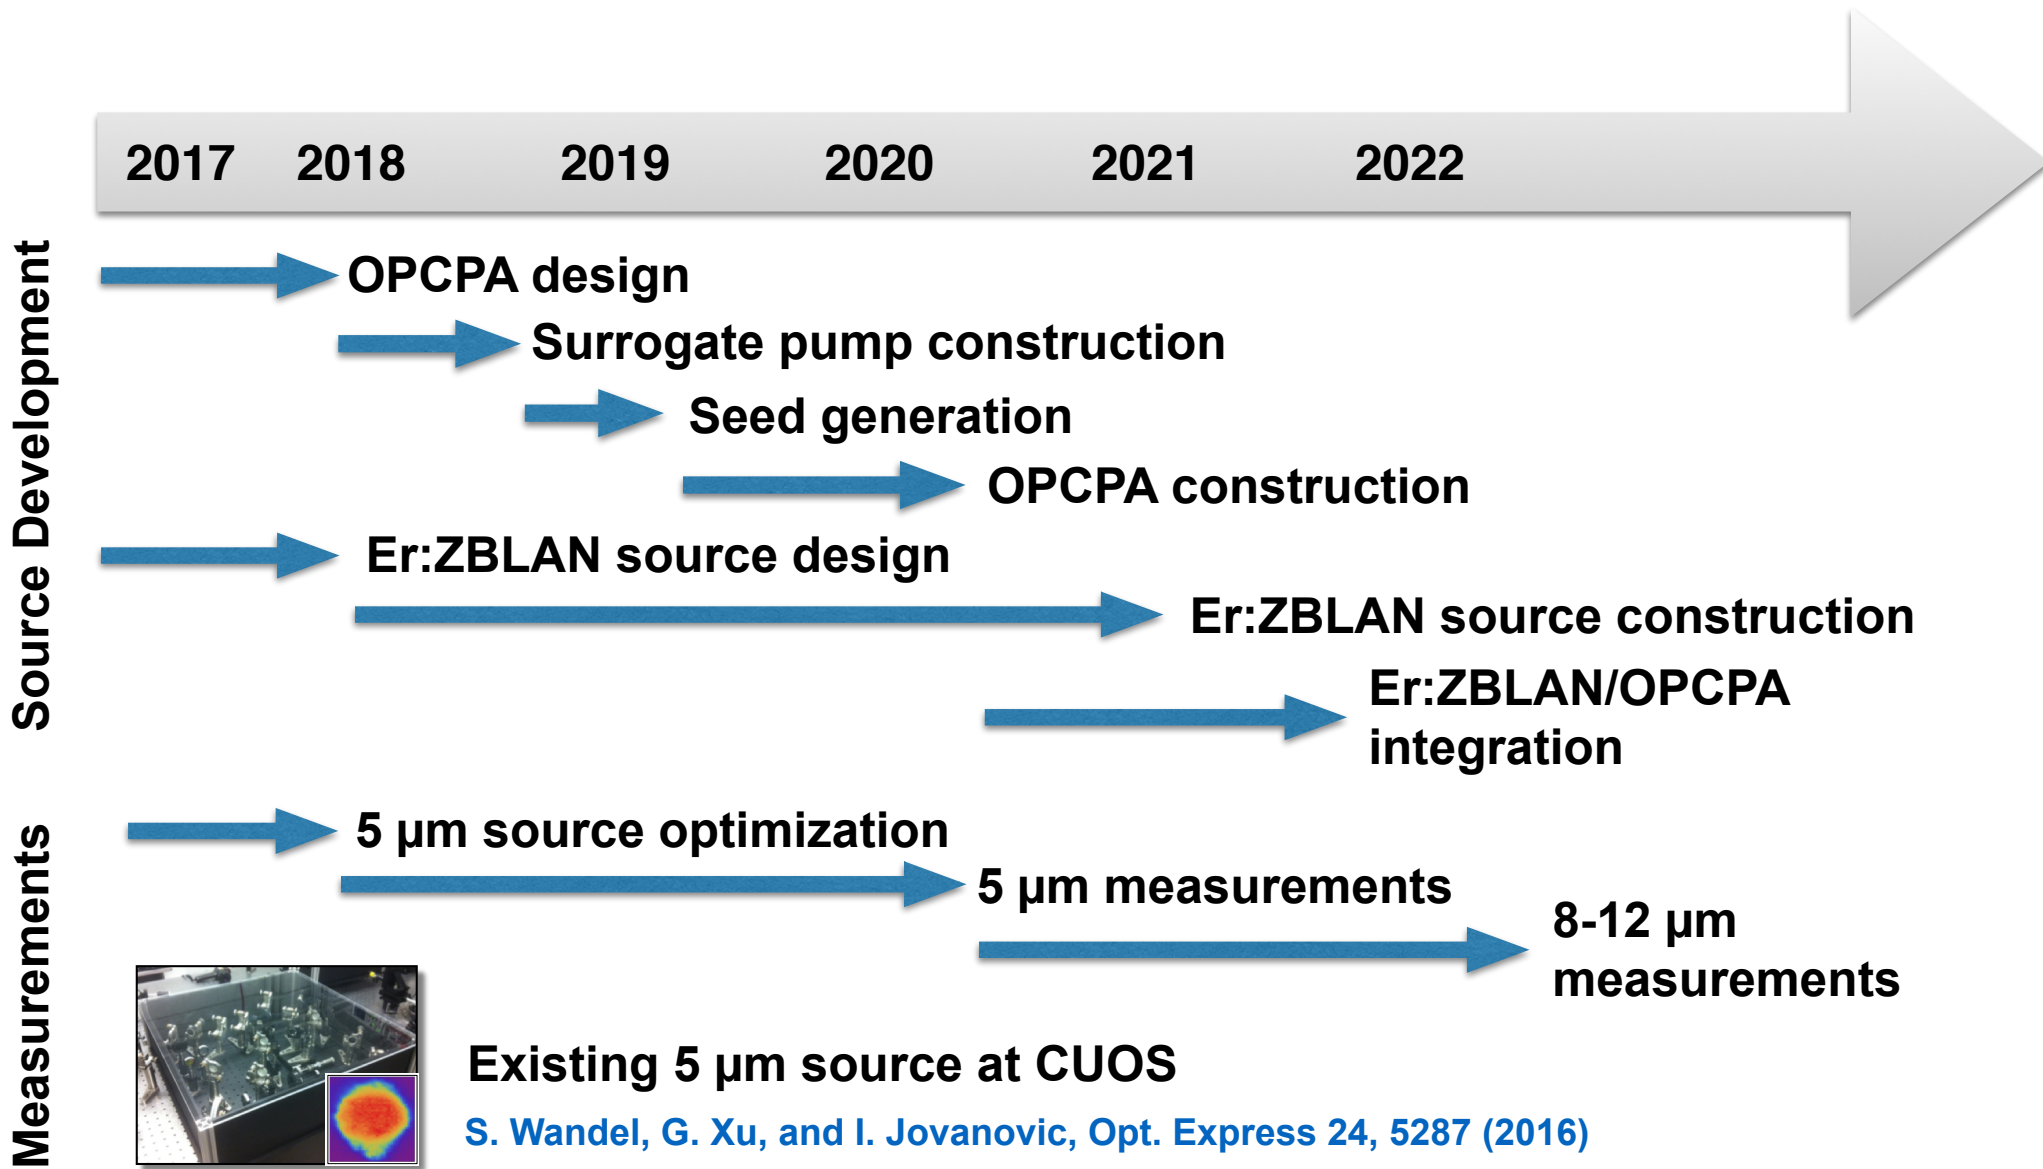 2017 2018 2019 2020 2021 2022
Source Development
OPCPA design
Surrogate pump construction
Seed generation
OPCPA construction
Er:ZBLAN source design
Er:ZBLAN source construction
Er:ZBLAN/OPCPA
integration
Measurements
5 µm source optimization
5 µm measurements
8-12 µm
measurements
Existing 5 µm source at CUOS
S. Wandel, G. Xu, and I. Jovanovic, Opt. Express 24, 5287 (2016)